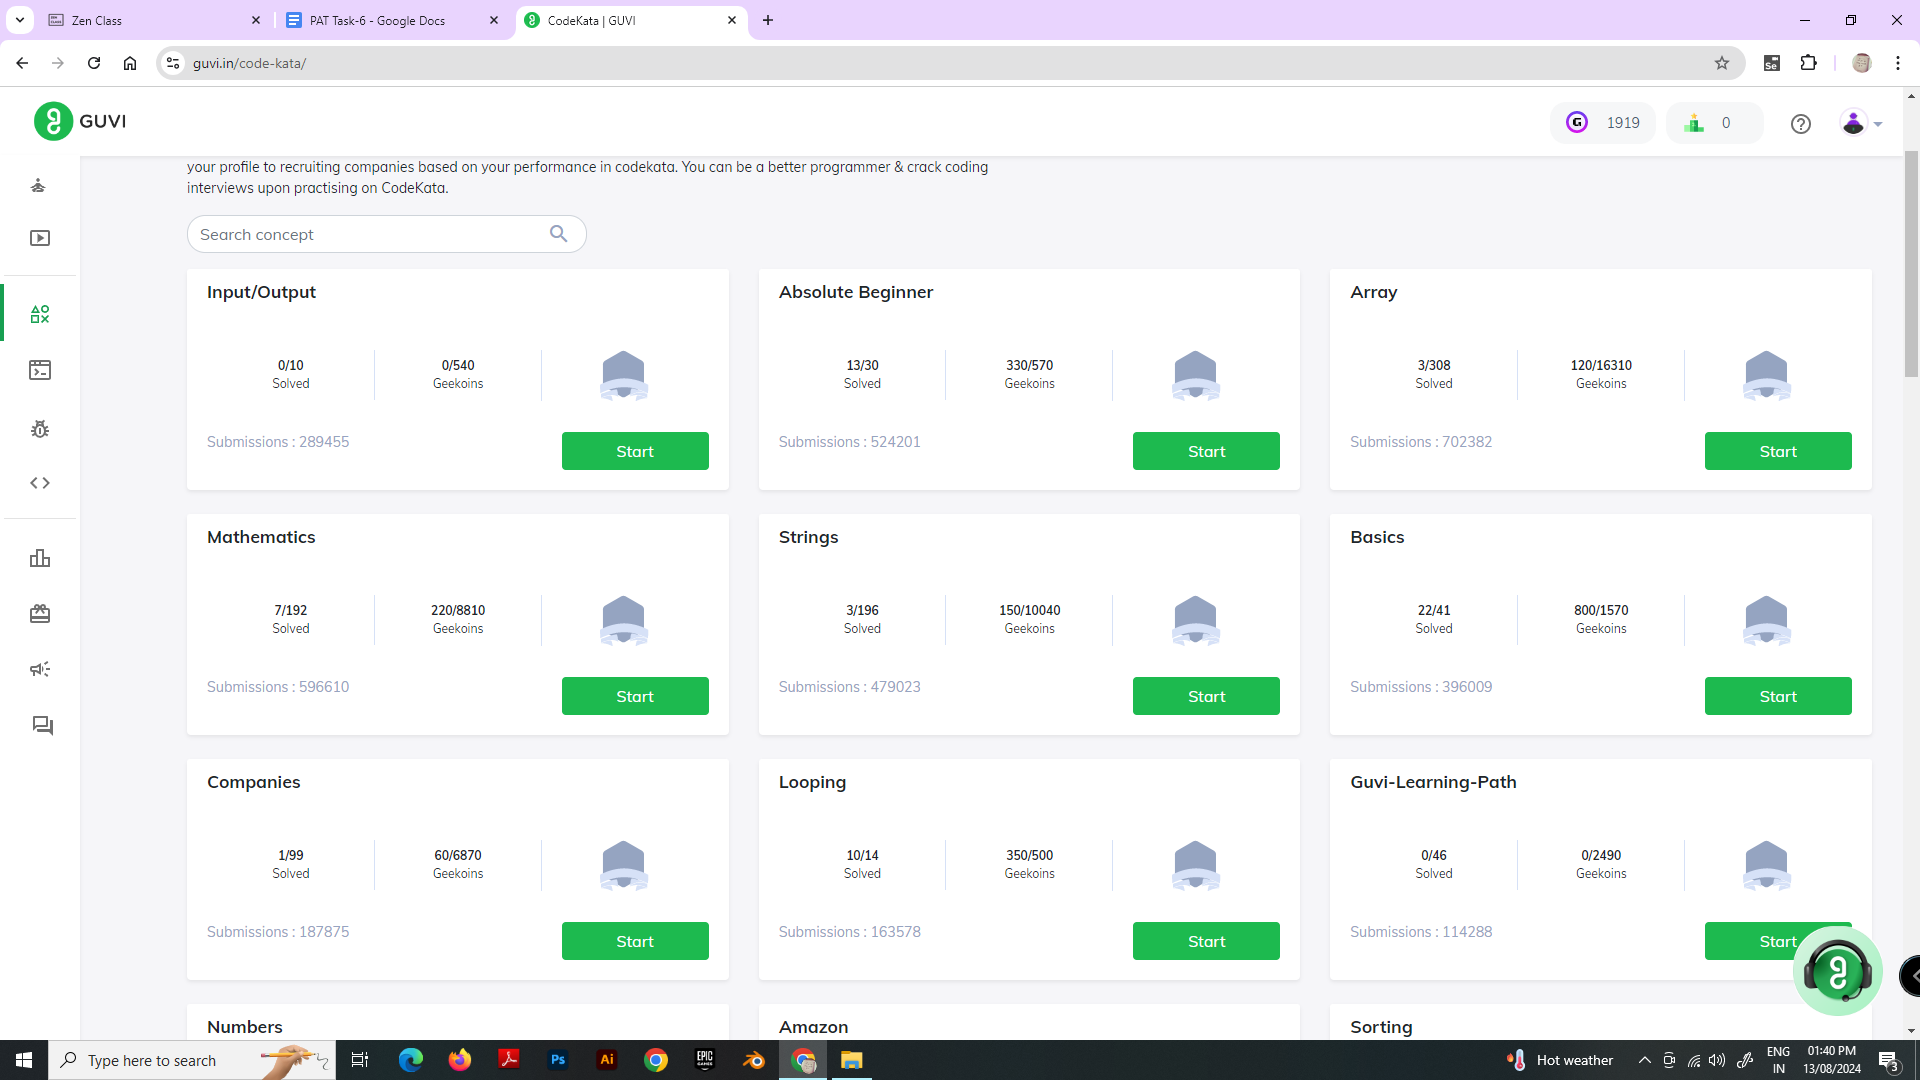 Zen Class
PAT Task-6 - Google Docs
CodeKata | GUVI
guvi.in/code-kata/
Se
GUVI
G 1919
0
your profile to recruiting companies based on your performance in codekata. You can be a better programmer & crack coding
interviews upon practising on CodeKata.
Search concept
Input/Output
0/10
Solved
0/540
Geekoins
Submissions : 289455
Start
Absolute Beginner
13/30
Solved
330/570
Geekoins
Submissions : 524201
Start
Array
3/308
Solved
120/16310
Geekoins
Submissions : 702382
Start
Mathematics
7/192
Solved
220/8810
Geekoins
Submissions : 596610
Start
Strings
3/196
Solved
150/10040
Geekoins
Submissions : 479023
Start
Basics
22/41
Solved
800/1570
Geekoins
Submissions : 396009
Start
Companies
1/99
Solved
60/6870
Geekoins
Submissions : 187875
Start
Looping
10/14
Solved
350/500
Geekoins
Submissions : 163578
Start
Guvi-Learning-Path
0/46
Solved
0/2490
Geekoins
Submissions : 114288
Start
Numbers
Amazon
Sorting
Type here to search
Ps
Ai
EPIC
GAMES
Hot weather
ENG
IN
01:40 PM
13/08/2024
3